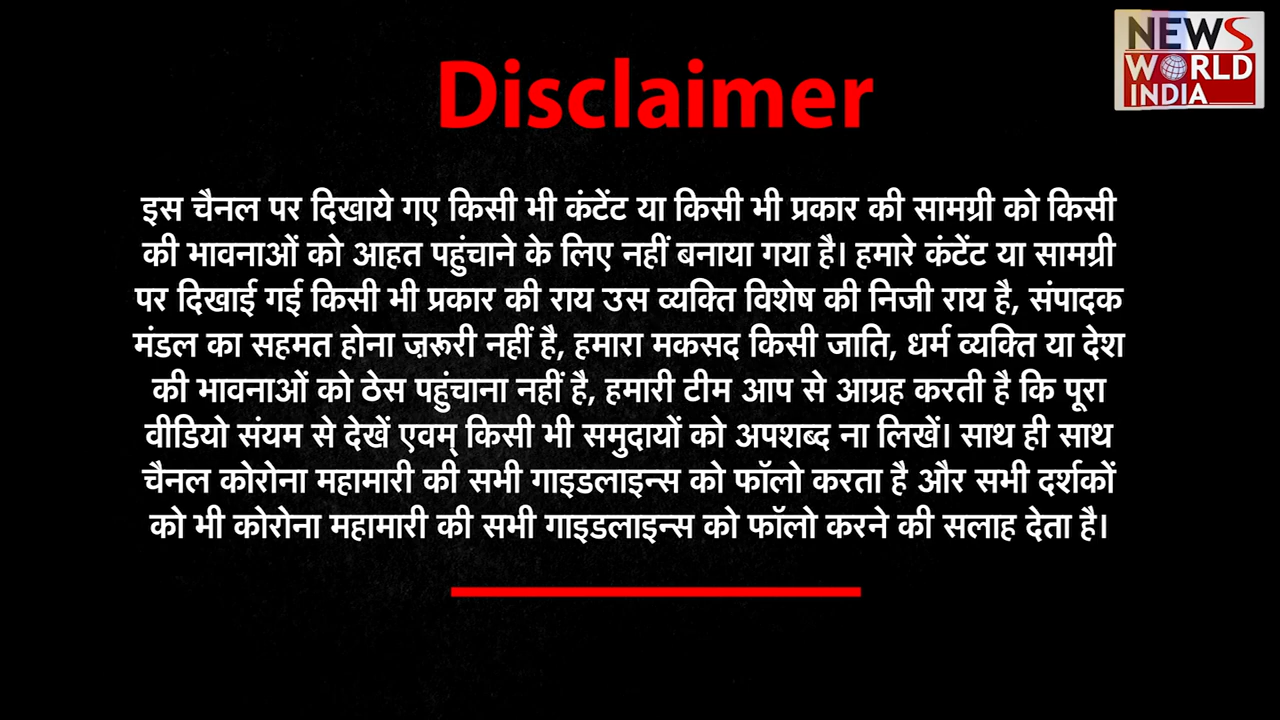 NEWS
WORLD
INDIA
Disclaimer
इस चैनल पर दिखाये गए किसी भी कंटेंट या किसी भी प्रकार की सामग्री को किसी
की भावनाओं को आहत पहुंचाने के लिए नहीं बनाया गया है। हमारे कंटेंट या सामग्री
पर दिखाई गई किसी भी प्रकार की राय उस व्यक्ति विशेष की निजी राय है, संपादक
मंडल का सहमत होना ज़रूरी नहीं है, हमारा मकसद किसी जाति, धर्म व्यक्ति या देश
की भावनाओं को ठेस पहुंचाना नहीं है, हमारी टीम आप से आग्रह करती है कि पूरा
वीडियो संयम से देखें एवम् किसी भी समुदायों को अपशब्द ना लिखें। साथ ही साथ
चैनल कोरोना महामारी की सभी गाइडलाइन्स को फॉलो करता है और सभी दर्शकों
को भी कोरोना महामारी की सभी गाइडलाइन्स को फॉलो करने की सलाह देता है।